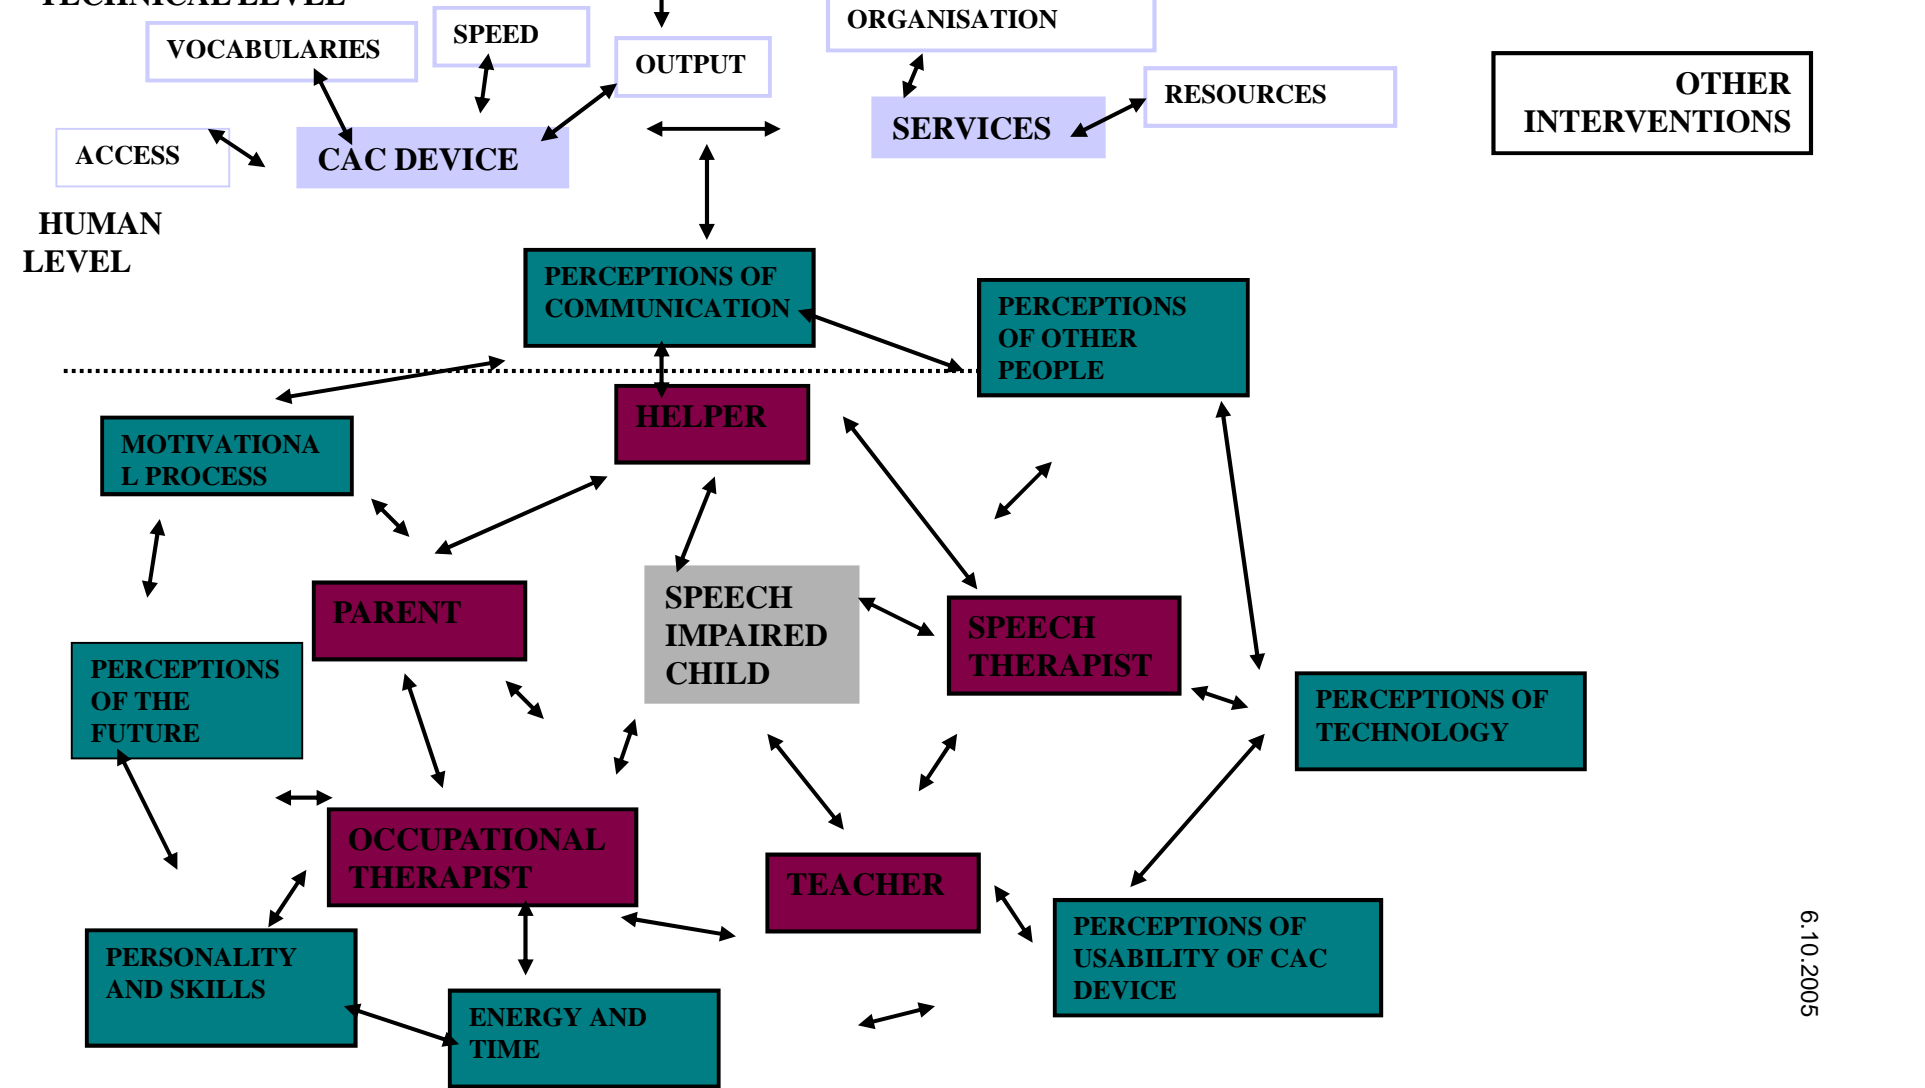 TECHNICAL LEVEL
VOCABULARIES
SPEED
OUTPUT
ORGANISATION
RESOURCES
OTHER
INTERVENTIONS
ACCESS
CAC DEVICE
SERVICES
HUMAN
LEVEL
PERCEPTIONS OF
COMMUNICATION
PERCEPTIONS
OF OTHER
PEOPLE
HELPER
MOTIVATIONA
L PROCESS
PARENT
SPEECH
IMPAIRED
CHILD
SPEECH
THERAPIST
PERCEPTIONS
OF THE
FUTURE
PERCEPTIONS OF
TECHNOLOGY
OCCUPATIONAL
THERAPIST
TEACHER
PERCEPTIONS OF
USABILITY OF CAC
DEVICE
PERSONALITY
AND SKILLS
ENERGY AND
TIME
6.10.2005